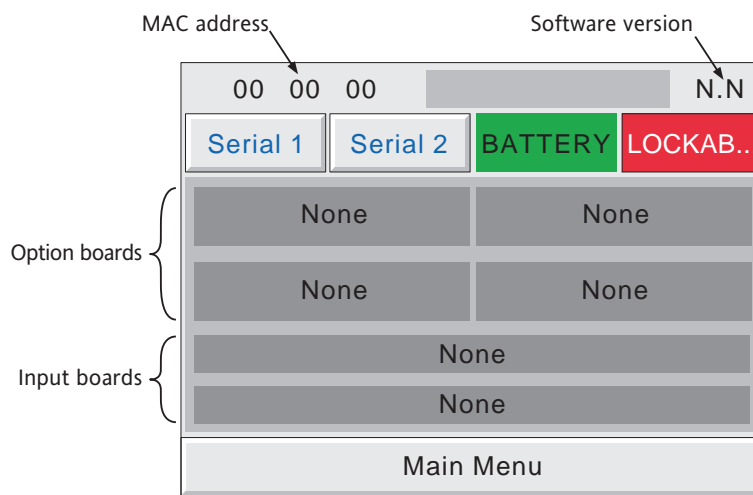 MAC address
Software version
00 00 00
N.N
Serial 1
Serial 2
BATTERY
LOCKAB..
Option boards
None
None
None
None
Input boards
None
None
Main Menu